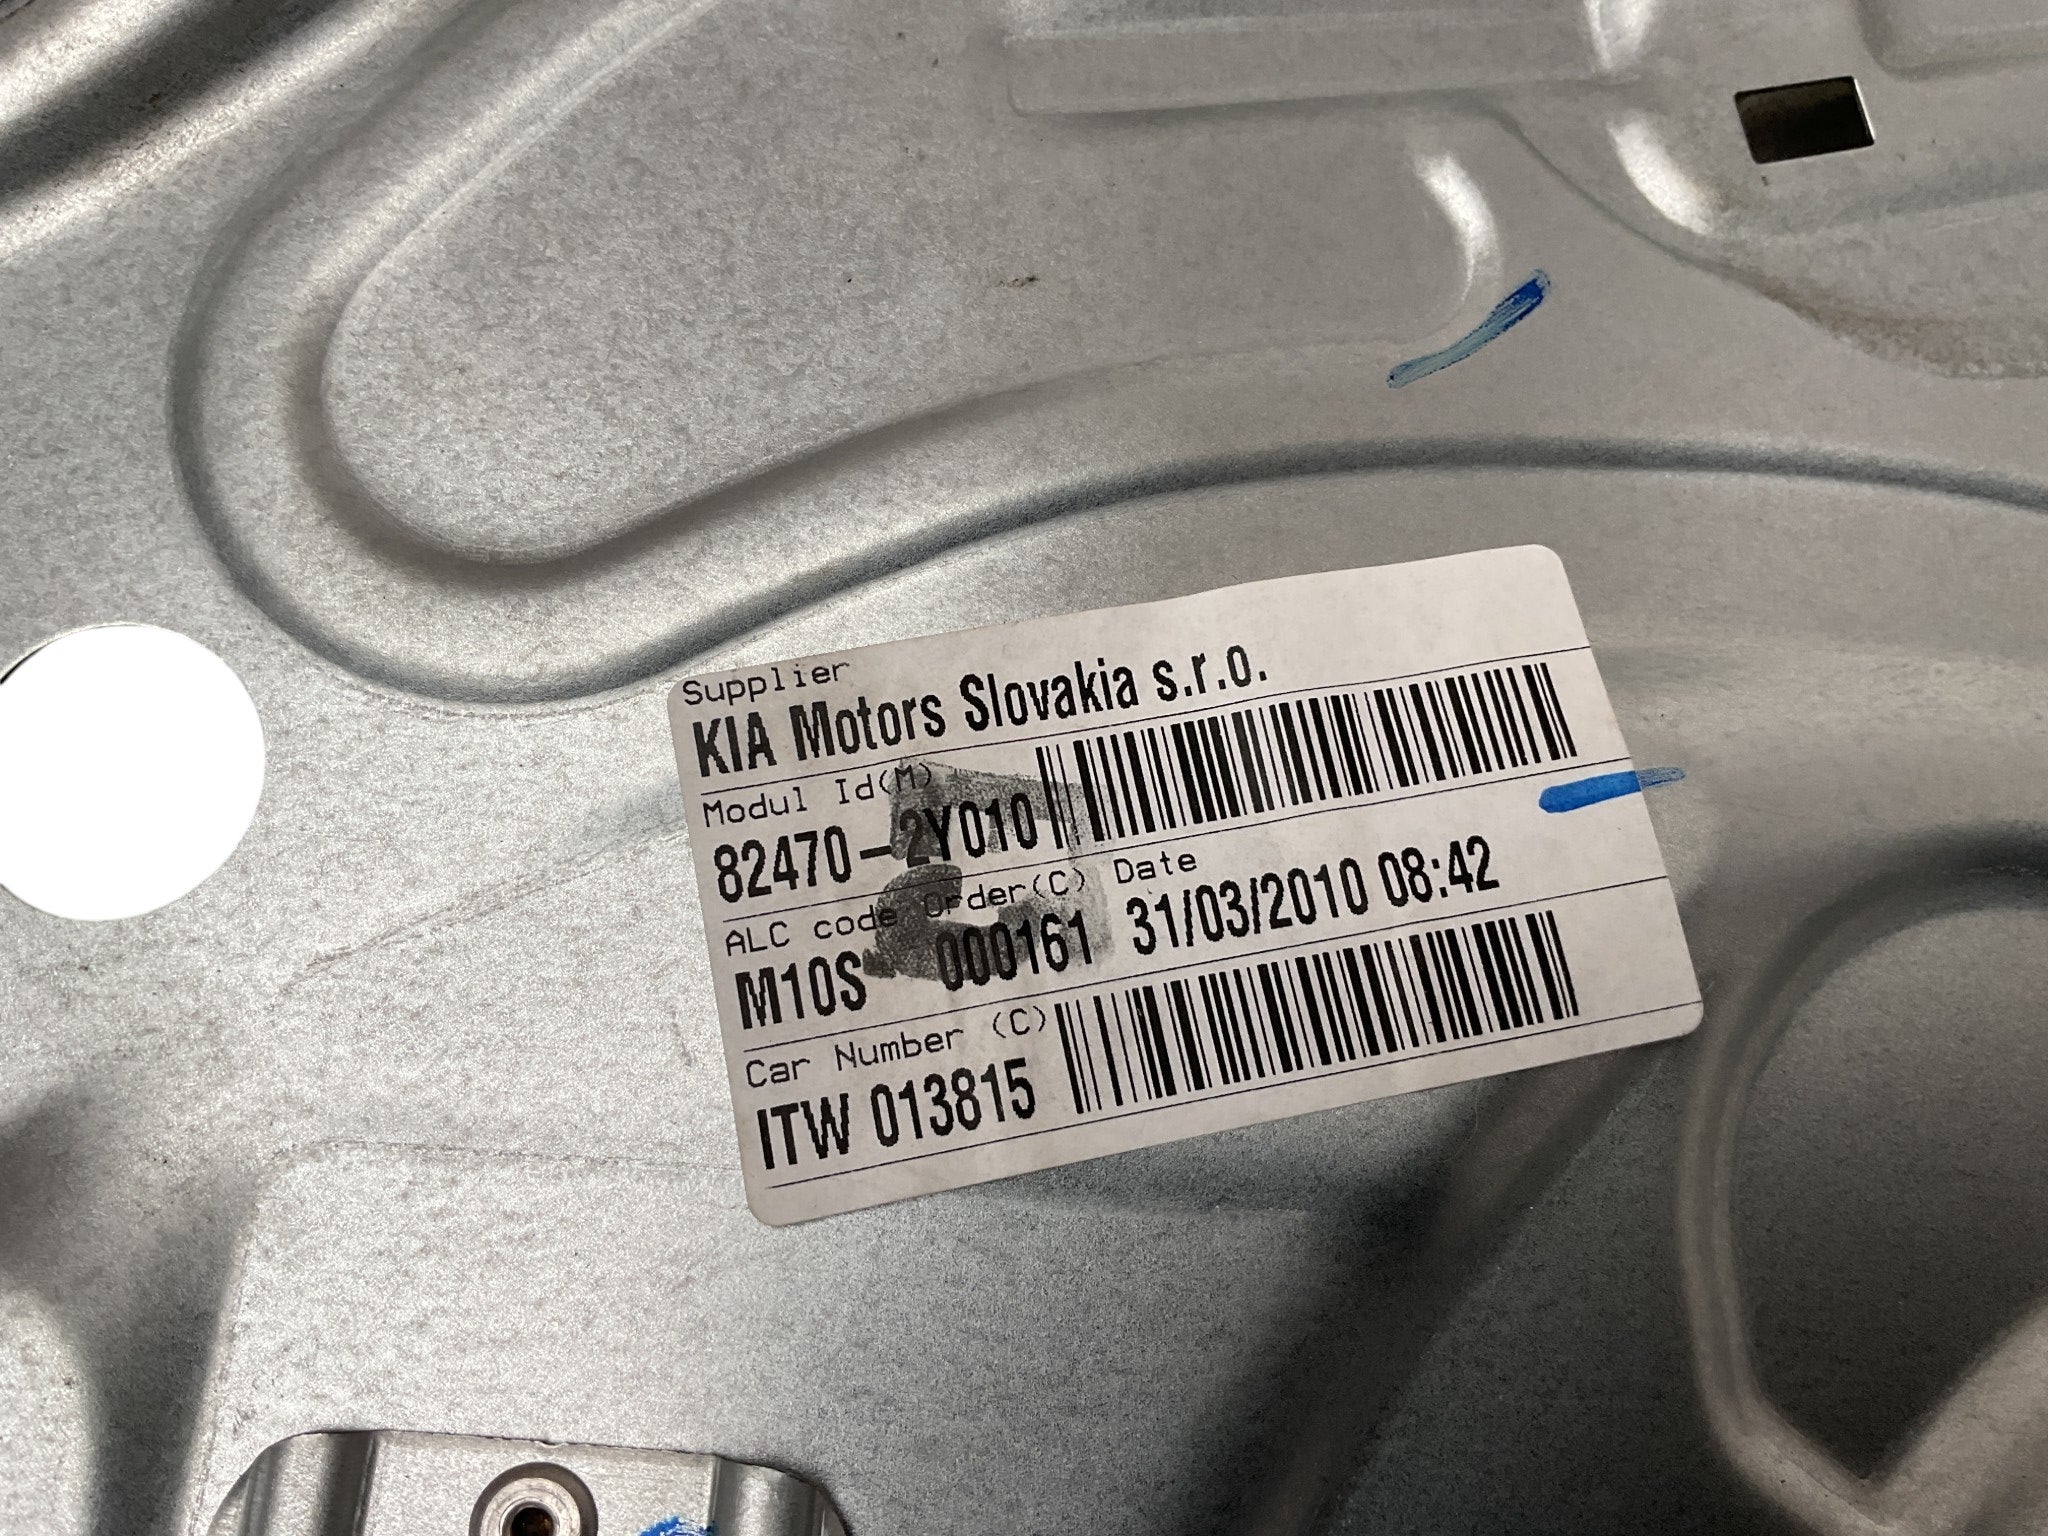 Supplier
KIA Motors Slovakia s.r.o.
Modul Id(M)
82470-2Y010
ALC code Order(C) Date
M10S 000161 31/03/2010 08:42
Car Number (C)
ITW 013815